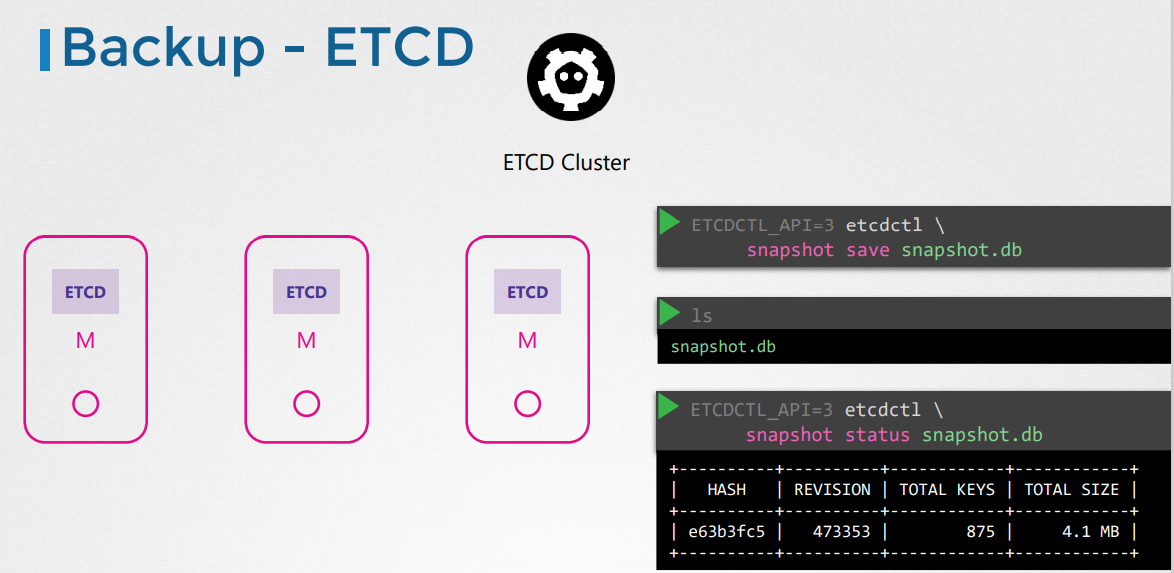 Backup - ETCD
ETCD Cluster
ETCD
M
ETCD
M
ETCD
M
ETCDCTL_API=3 etcdctl \
snapshot save snapshot.db
ls
snapshot.db
ETCDCTL_API=3 etcdctl \
snapshot status snapshot.db
+----------+----------+------------+------------+
|   HASH   | REVISION | TOTAL KEYS | TOTAL SIZE |
+----------+----------+------------+------------+
| e63b3fc5 |   473353 |        875 |     4.1 MB |
+----------+----------+------------+------------+